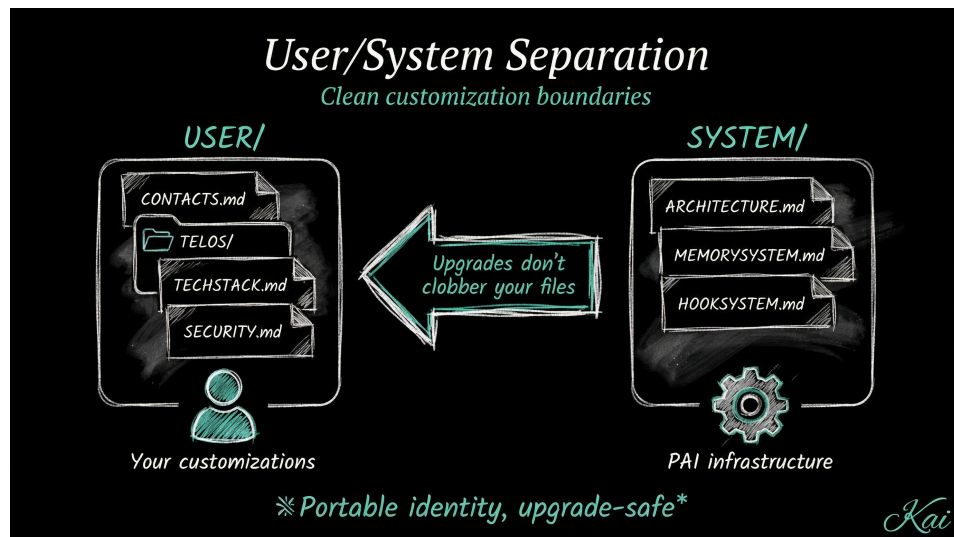 User/System Separation
Clean customization boundaries
USER/
CONTACTS.md
TELOS/
TECHSTACK.md
SECURITY.md
Your customizations
Upgrades don't
clobber your files
SYSTEM/
ARCHITECTURE.md
MEMORYSYSTEM.md
HOOKSYSTEM.md
PAI infrastructure
※Portable identity, upgrade-safe*
Kai